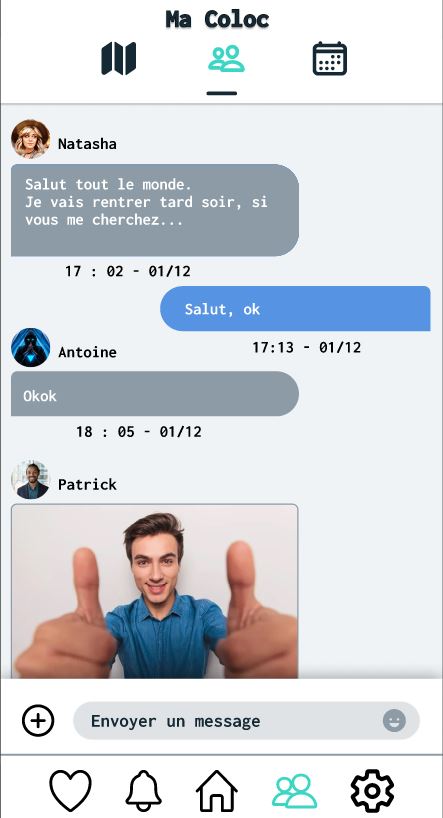 Ma Coloc
Natasha
Salut tout le monde.
Je vais rentrer tard soir, si
vous me cherchez...
17 : 02 - 01/12
Salut, ok
17:13 - 01/12
Antoine
Okok
18 : 05 - 01/12
Patrick
Envoyer un message